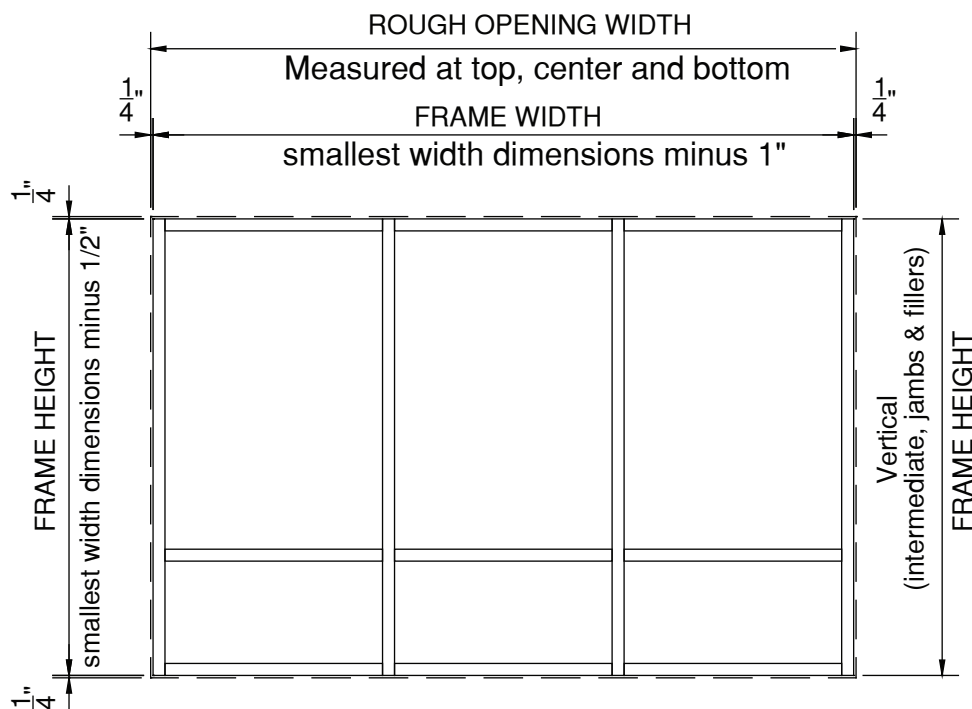 ROUGH OPENING WIDTH
Measured at top, center and bottom
1/4"
1/4"
FRAME WIDTH
smallest width dimensions minus 1"
1/4"
FRAME HEIGHT
smallest width dimensions minus 1/2"
Vertical
(intermediate, jambs & fillers)
FRAME HEIGHT
1/4"